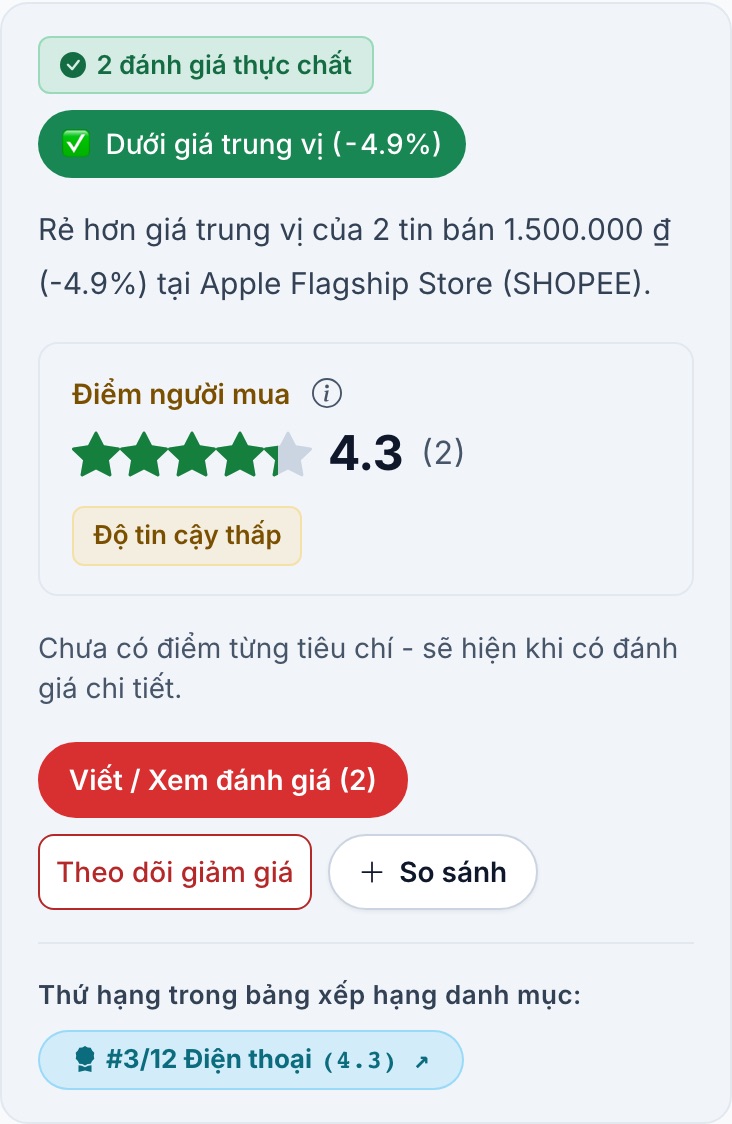 2 đánh giá thực chất
Dưới giá trung vị (-4.9%)
Rẻ hơn giá trung vị của 2 tin bán 1.500.000 ₫
(-4.9%) tại Apple Flagship Store (SHOPEE).
Điểm người mua
4.3 (2)
Độ tin cậy thấp
Chưa có điểm từng tiêu chí - sẽ hiện khi có đánh
giá chi tiết.
Viết / Xem đánh giá (2)
Theo dõi giảm giá
+ So sánh
Thứ hạng trong bảng xếp hạng danh mục:
#3/12 Điện thoại (4.3) ↗